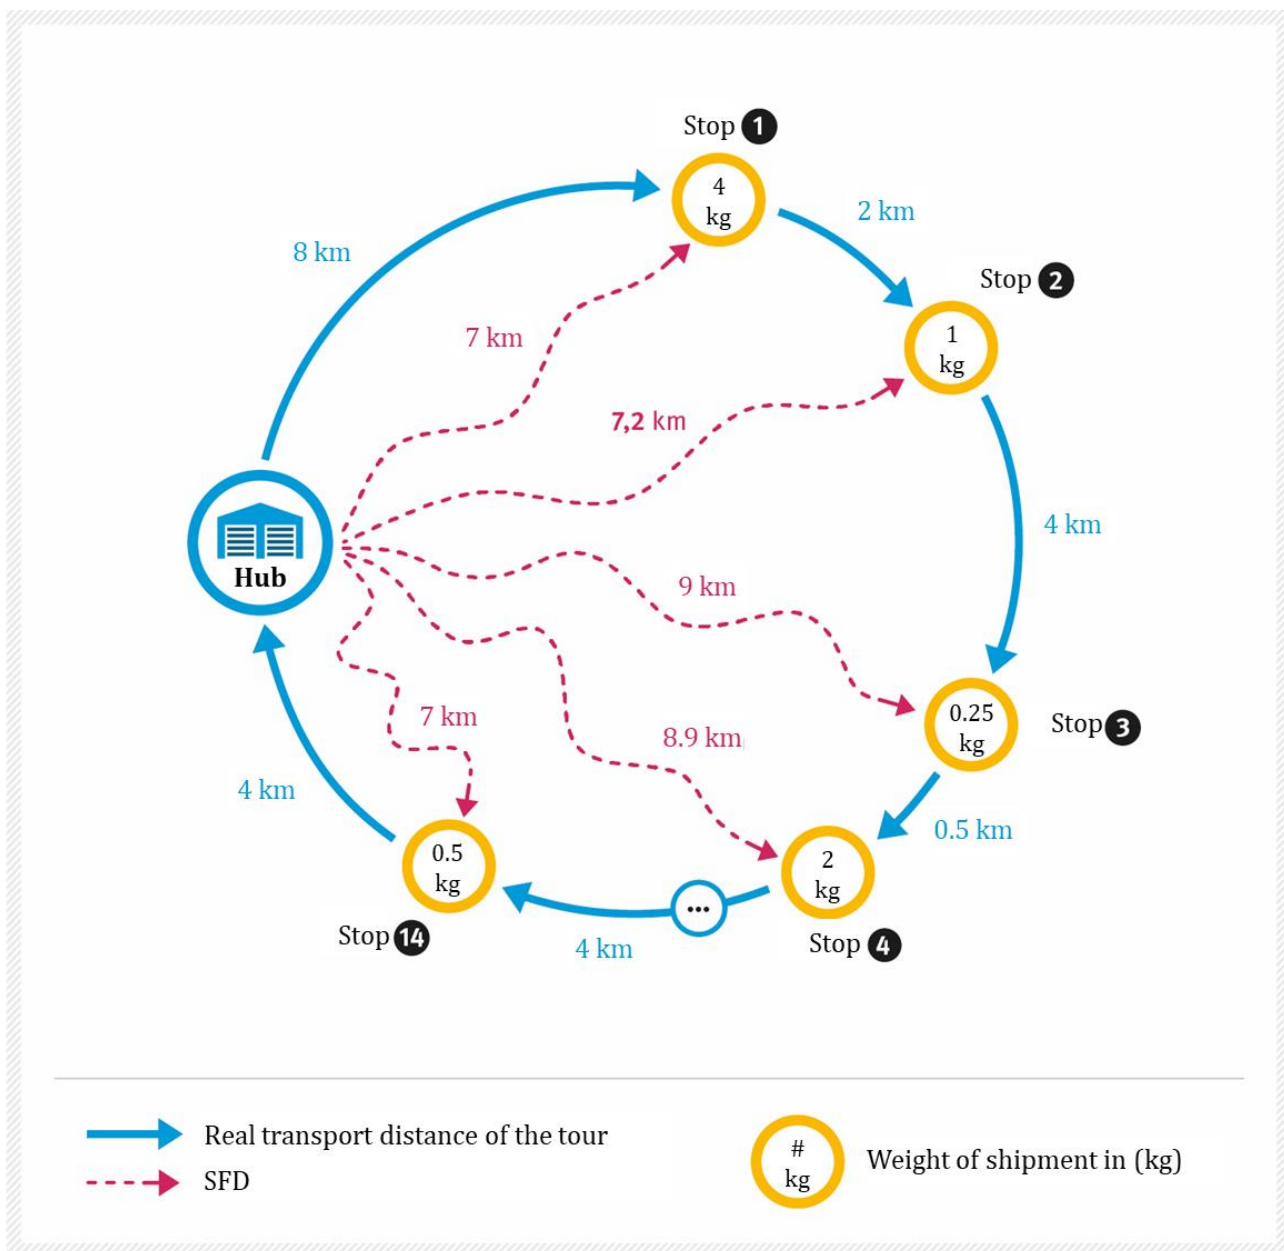 Stop 1
4
kg
2 km
8 km
Stop 2
1
kg
7 km
7,2 km
4 km
Hub
9 km
0.25
kg
Stop 3
7 km
8.9 km
4 km
0.5 km
0.5
kg
2
kg
...
Stop 14
4 km
Stop 4
Real transport distance of the tour
SFD
#
kg
Weight of shipment in (kg)